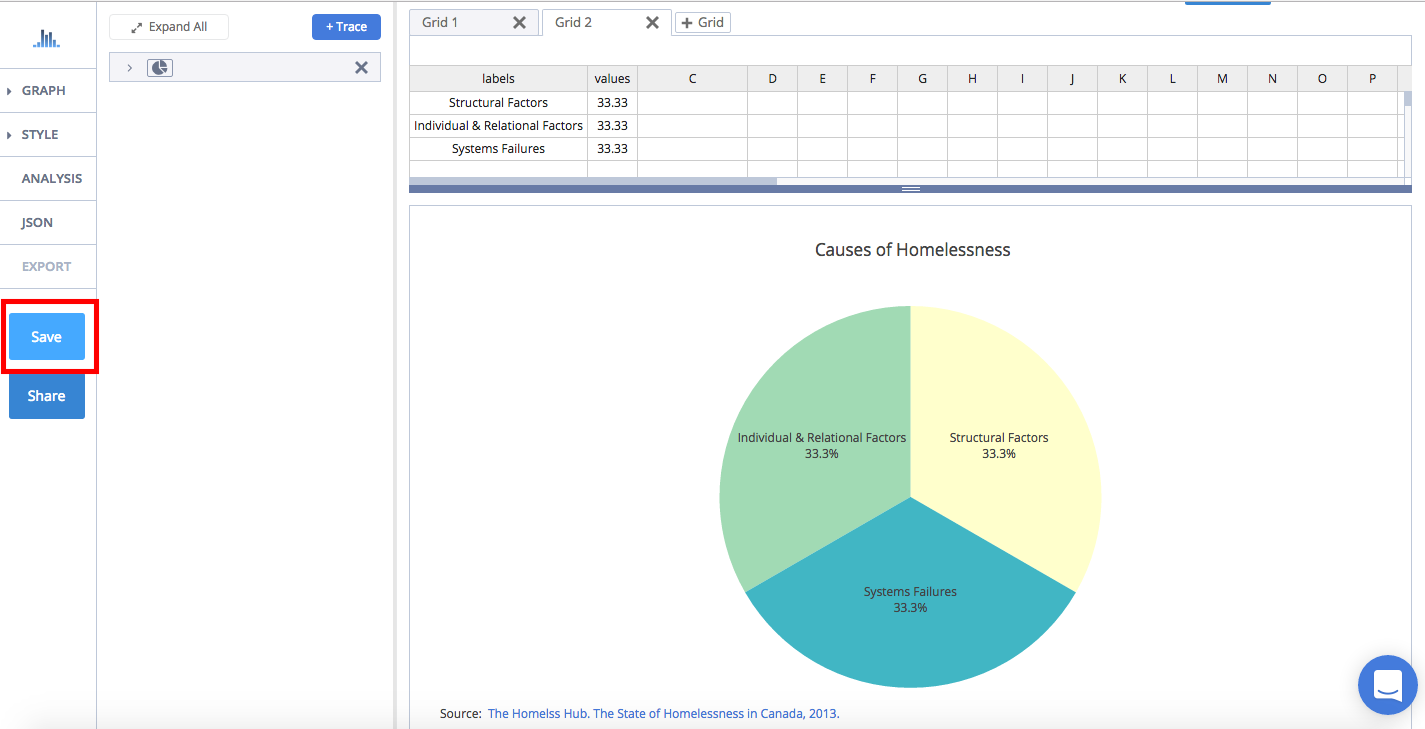 Expand All
+ Trace
GRAPH
STYLE
ANALYSIS
JSON
EXPORT
Save
Share
Grid 1
Grid 2
Grid
labels values C D E F G H I J K L M N O P
Structural Factors 33.33
Individual & Relational Factors 33.33
Systems Failures 33.33
Causes of Homelessness
Individual & Relational Factors
33.3%
Structural Factors
33.3%
Systems Failures
33.3%
Source: The Homelss Hub. The State of Homelessness in Canada, 2013.